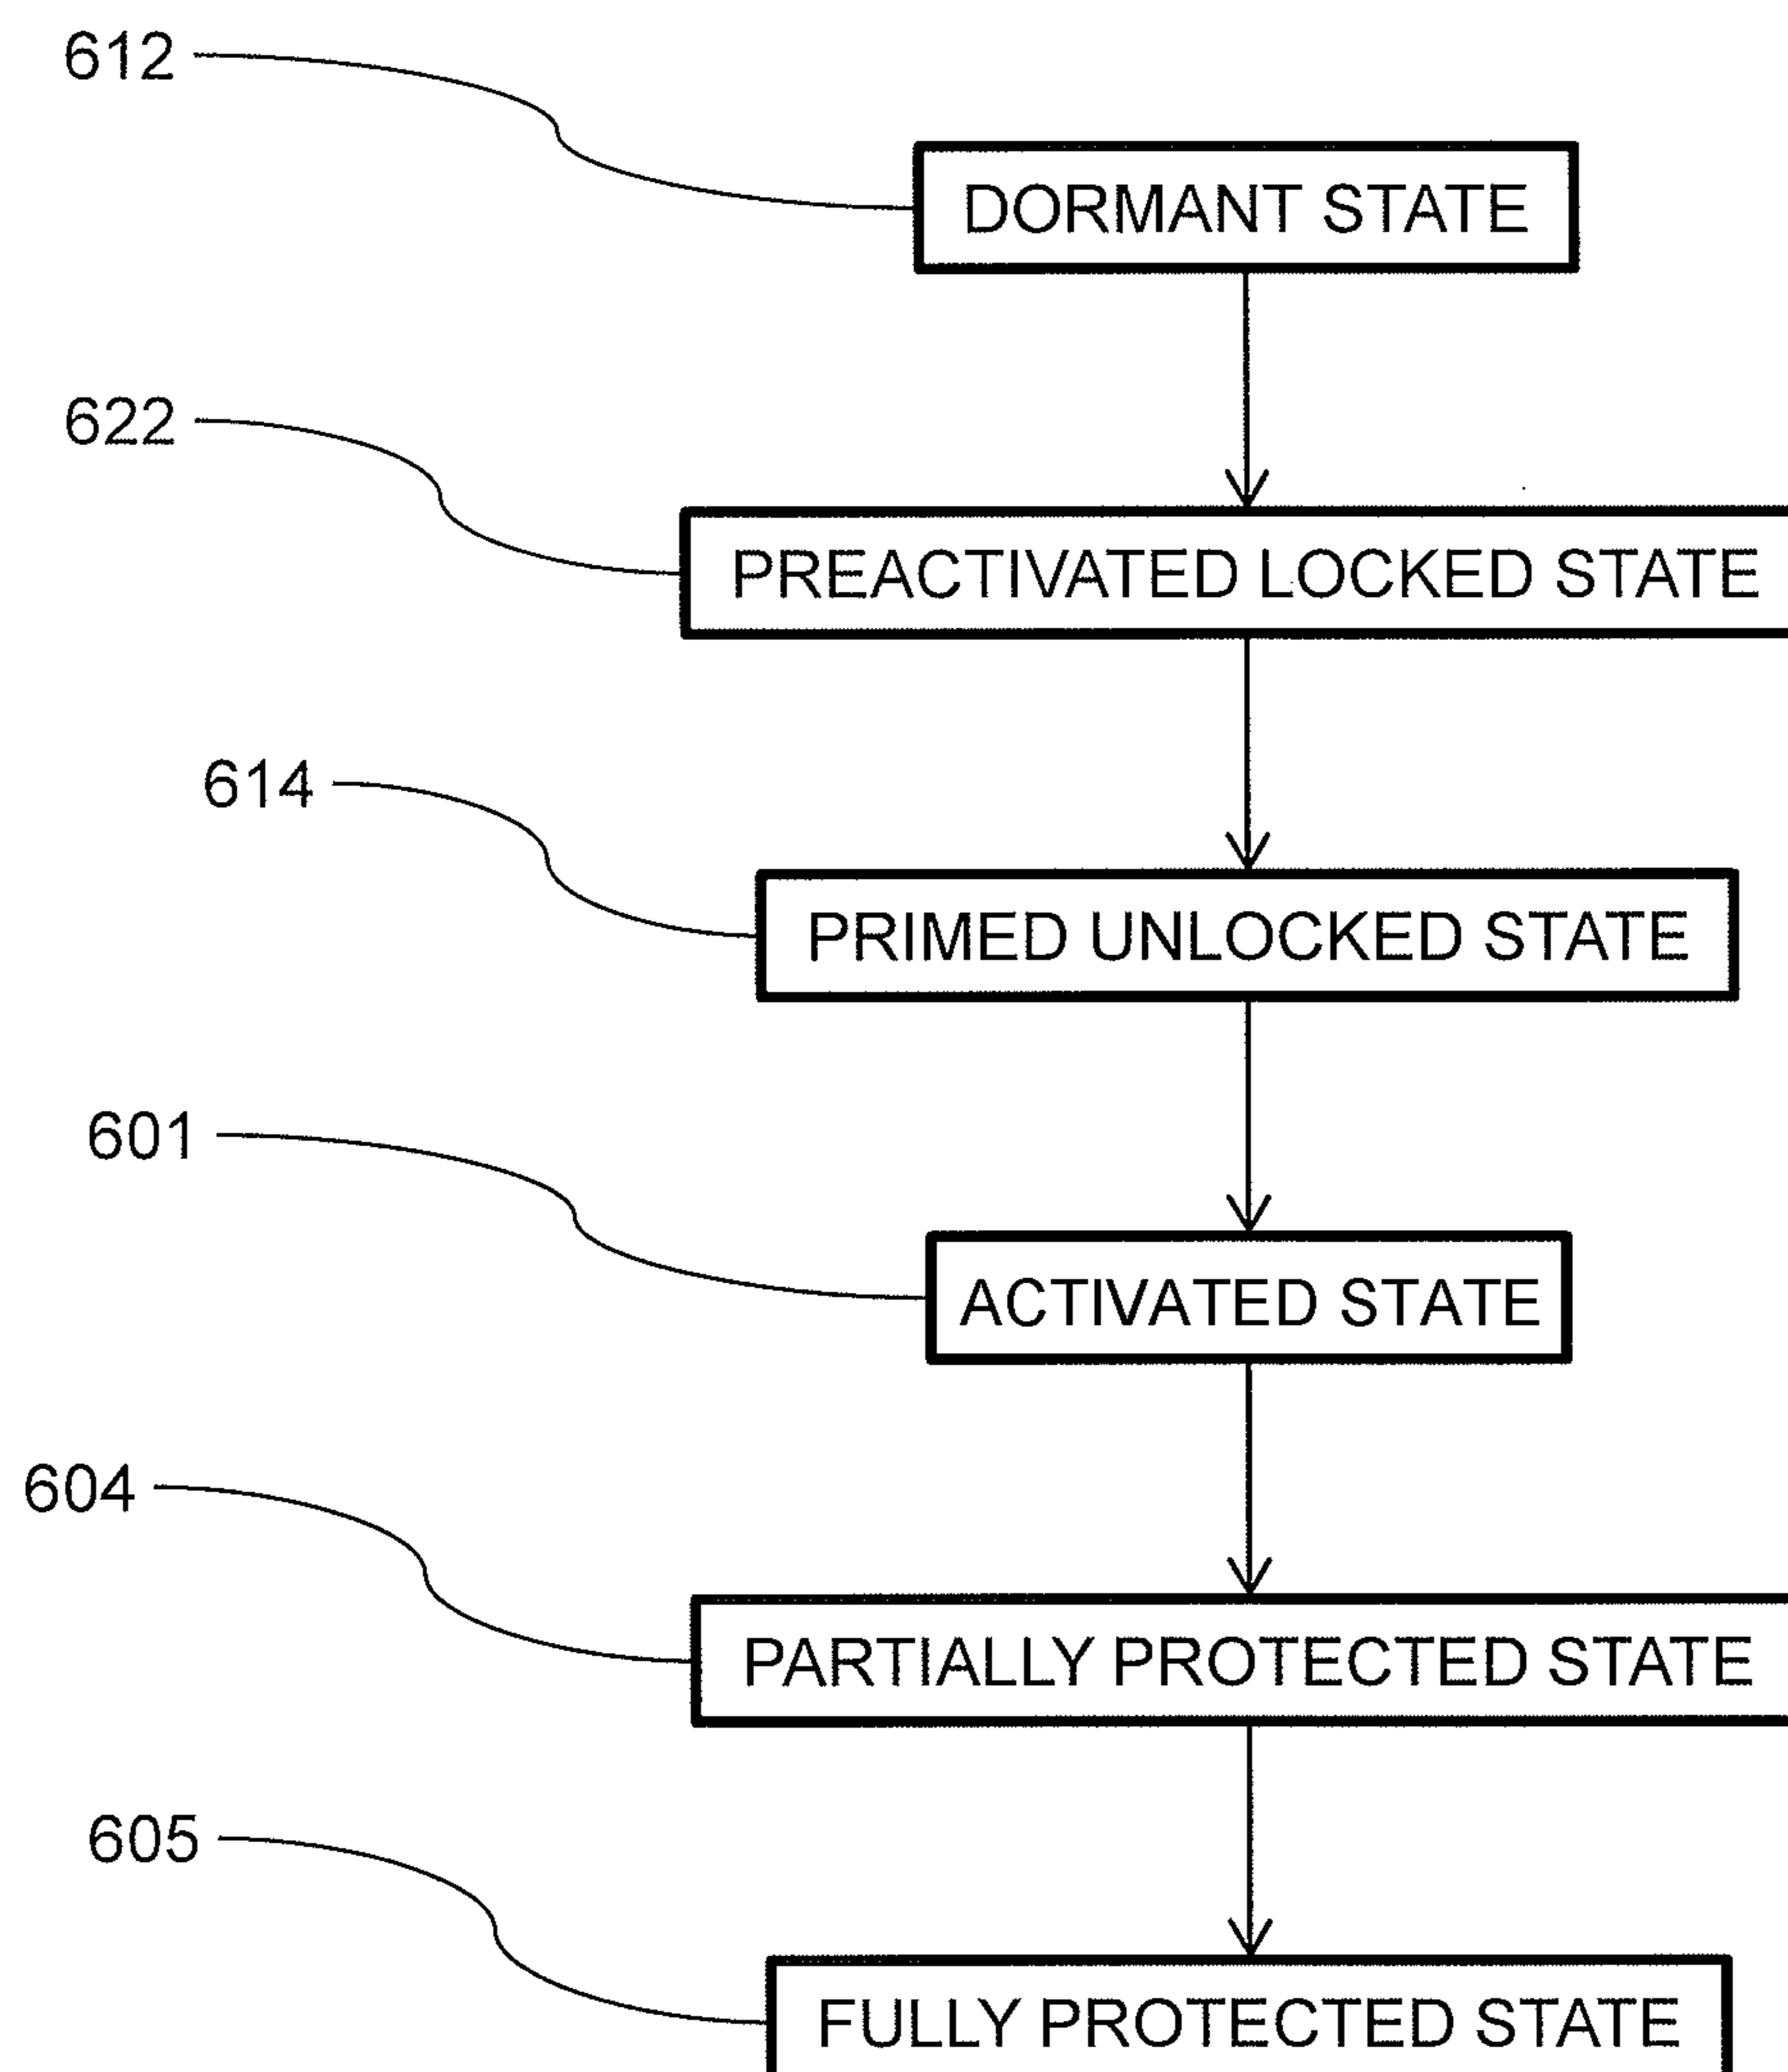 612
DORMANT STATE
622
PREACTIVATED LOCKED STATE
614
PRIMED UNLOCKED STATE
601
ACTIVATED STATE
604
PARTIALLY PROTECTED STATE
605
FULLY PROTECTED STATE